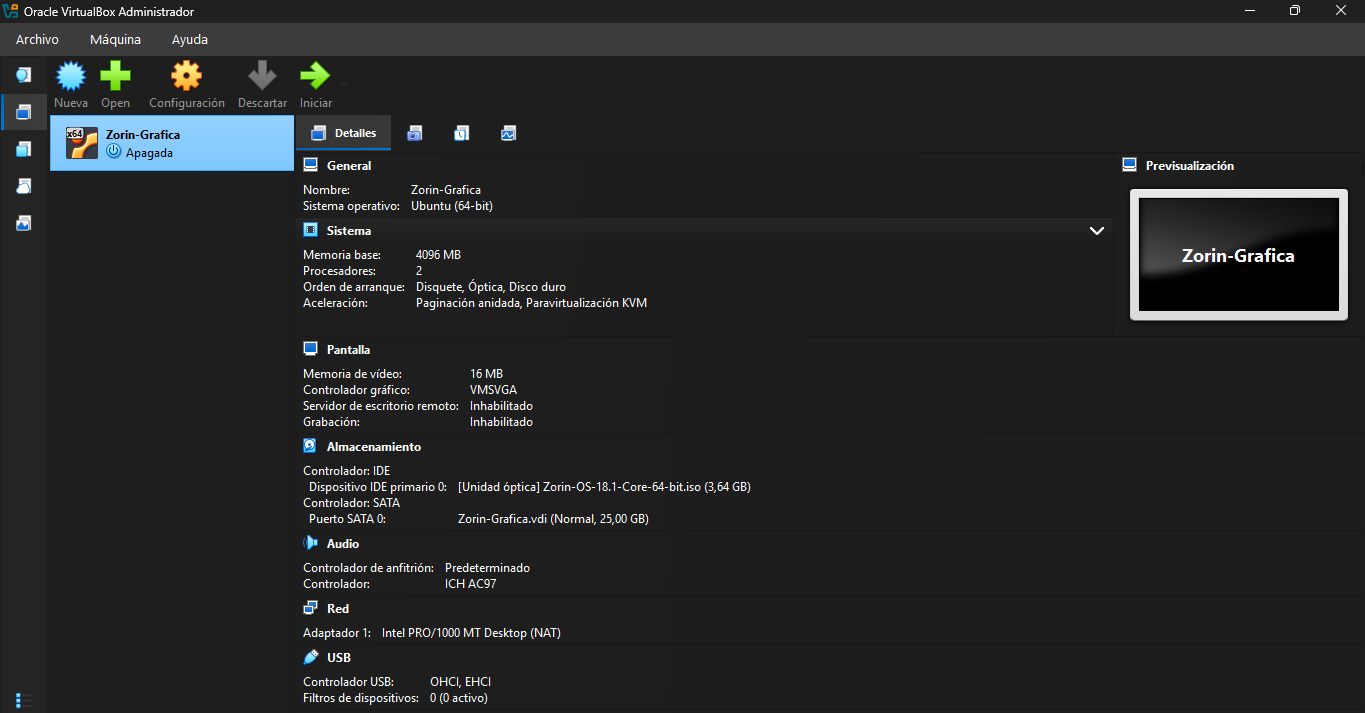 Oracle VirtualBox Administrador
Archivo Máquina Ayuda
Nueva Open Configuración Descartar Iniciar
x64 Zorin-Grafica
Apagada
Detalles
General
Nombre: Zorin-Grafica
Sistema operativo: Ubuntu (64-bit)
Previsualización
Zorin-Grafica
Sistema
Memoria base: 4096 MB
Procesadores: 2
Orden de arranque: Disquete, Óptica, Disco duro
Aceleración: Paginación anidada, Paravirtualización KVM
Pantalla
Memoria de vídeo: 16 MB
Controlador gráfico: VMSVGA
Servidor de escritorio remoto: Inhabilitado
Grabación: Inhabilitado
Almacenamiento
Controlador: IDE
Dispositivo IDE primario 0: [Unidad óptica] Zorin-OS-18.1-Core-64-bit.iso (3,64 GB)
Controlador: SATA
Puerto SATA 0: Zorin-Grafica.vdi (Normal, 25,00 GB)
Audio
Controlador de anfitrión: Predeterminado
Controlador: ICH AC97
Red
Adaptador 1: Intel PRO/1000 MT Desktop (NAT)
USB
Controlador USB: OHCI, EHCI
Filtros de dispositivos: 0 (0 activo)